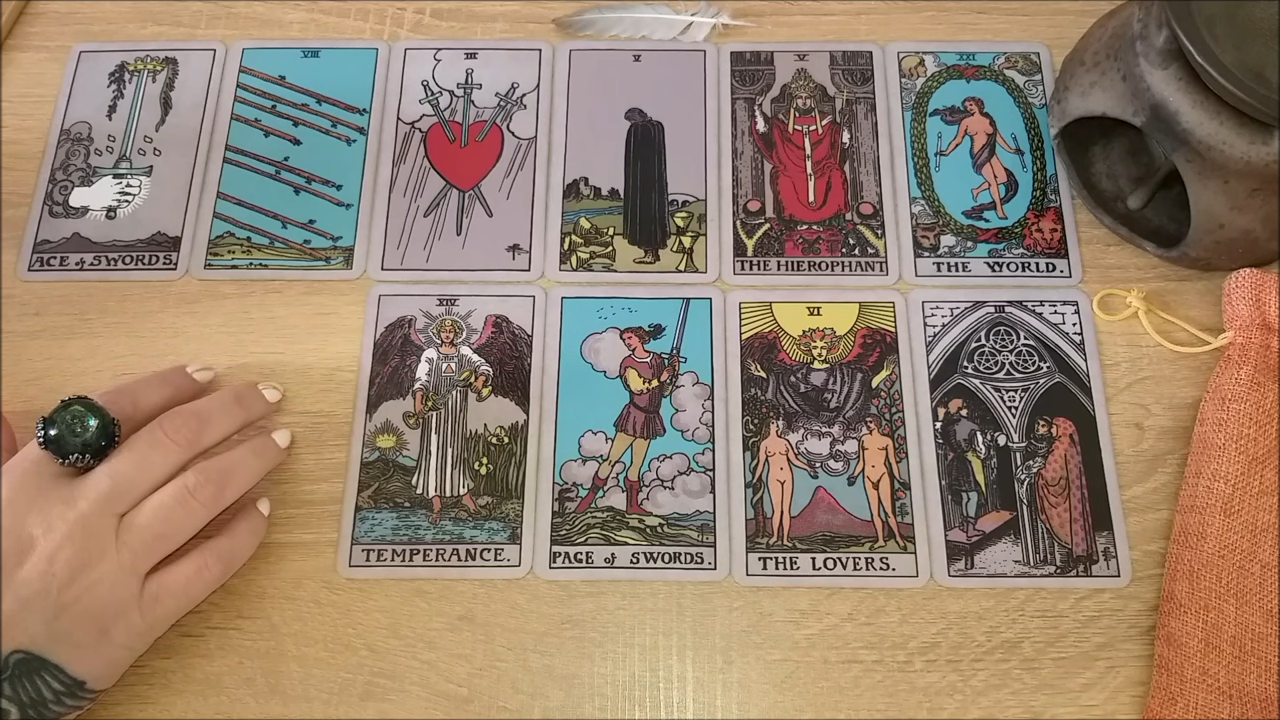 ACE of SWORDS.
VIII
III
V
V
THE HIEROPHANT
XXI
THE WORLD.
XIV
TEMPERANCE.
PAGE of SWORDS.
VI
THE LOVERS.
III